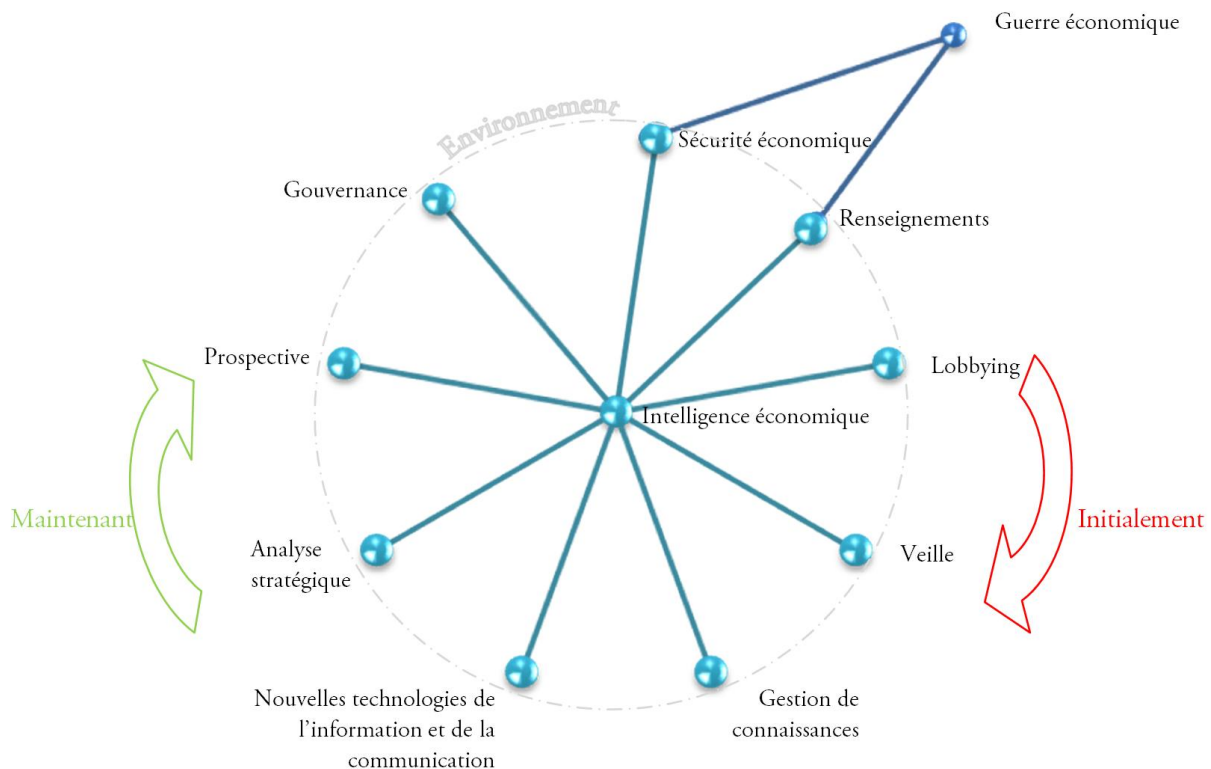 Guerre économique
Environnement
Sécurité économique
Gouvernance
Renseignements
Prospective
Lobbying
Intelligence économique
Maintenant
Initialement
Analyse
stratégique
Veille
Nouvelles technologies de
l'information et de la
communication
Gestion de
connaissances